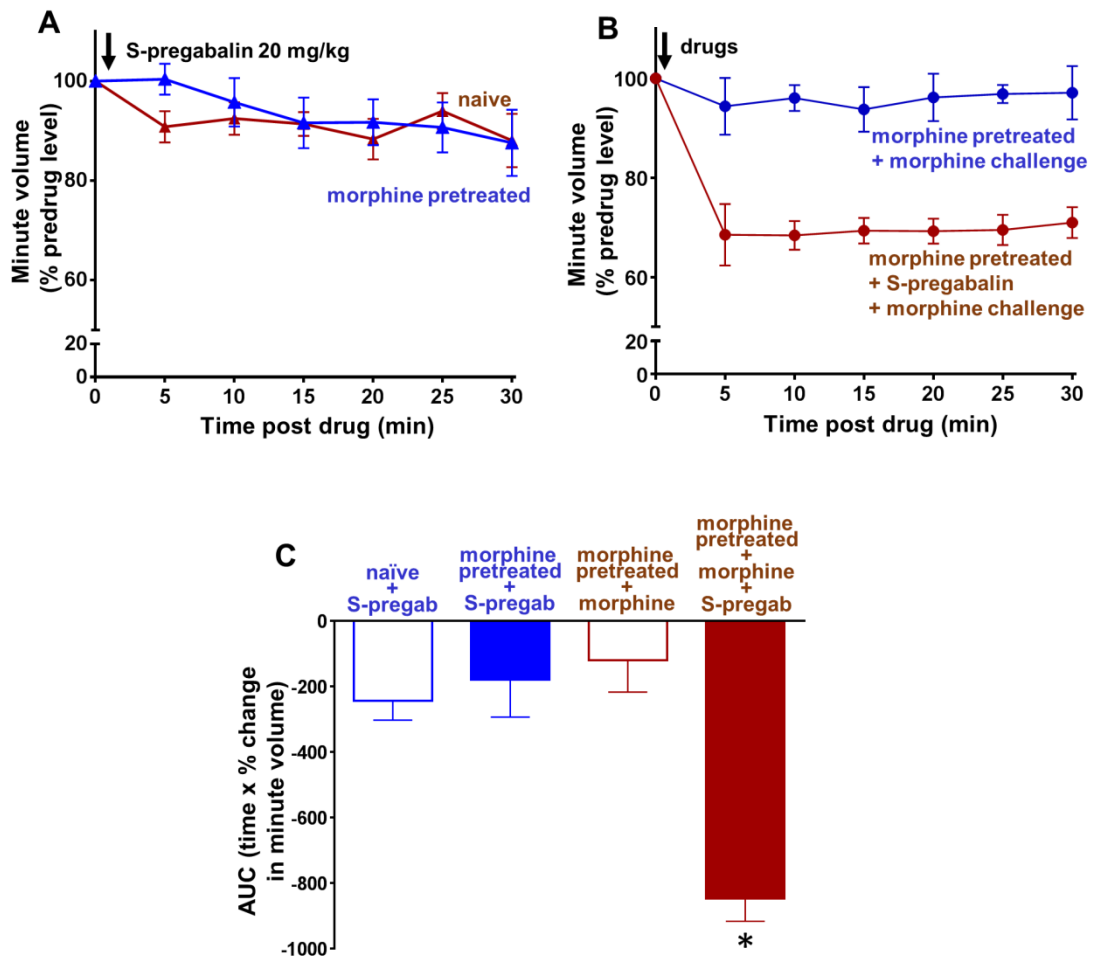 A
S-pregabalin 20 mg/kg
Minute volume
(% predrug level)
100
80
60
20
0
naive
morphine pretreated
0 5 10 15 20 25 30
Time post drug (min)
B
drugs
Minute volume
(% predrug level)
100
80
60
20
0
morphine pretreated
+ morphine challenge
morphine pretreated
+ S-pregabalin
+ morphine challenge
0 5 10 15 20 25 30
Time post drug (min)
C
naïve
+
S-pregab
morphine
pretreated
+
S-pregab
morphine
pretreated
+
morphine
morphine
pretreated
+
morphine
+
S-pregab
AUC (time x % change
in minute volume)
0
-200
-400
-600
-800
-1000
*